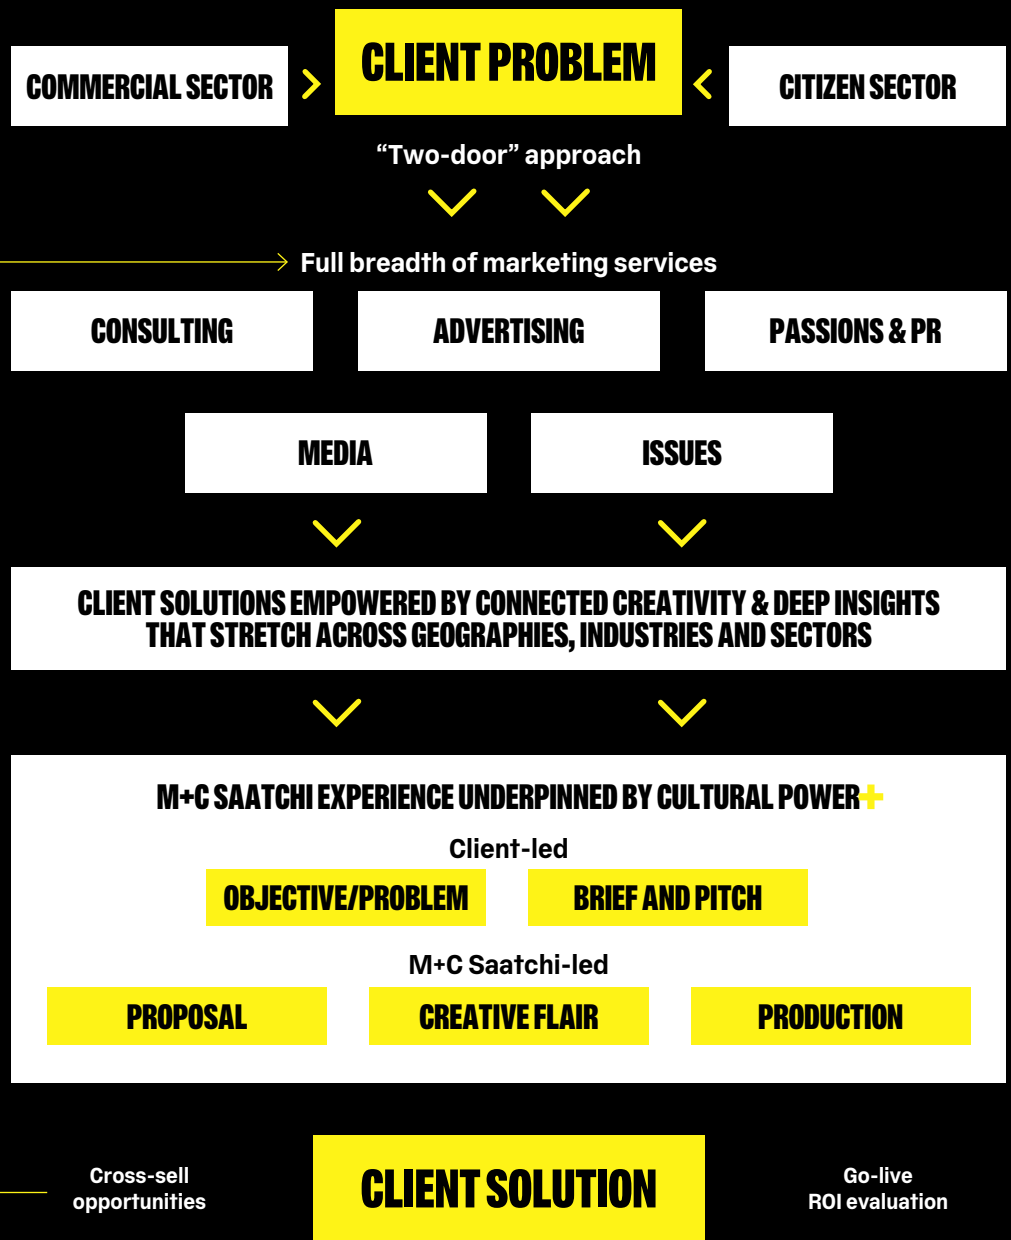 CLIENT PROBLEM
COMMERCIAL SECTOR
CITIZEN SECTOR
“Two-door” approach
Full breadth of marketing services
CONSULTING
ADVERTISING
PASSIONS & PR
MEDIA
ISSUES
CLIENT SOLUTIONS EMPOWERED BY CONNECTED CREATIVITY & DEEP INSIGHTS
THAT STRETCH ACROSS GEOGRAPHIES, INDUSTRIES AND SECTORS
M+C SAATCHI EXPERIENCE UNDERPINNED BY CULTURAL POWER+
Client-led
OBJECTIVE/PROBLEM
BRIEF AND PITCH
M+C Saatchi-led
PROPOSAL
CREATIVE FLAIR
PRODUCTION
Cross-sell
opportunities
CLIENT SOLUTION
Go-live
ROI evaluation